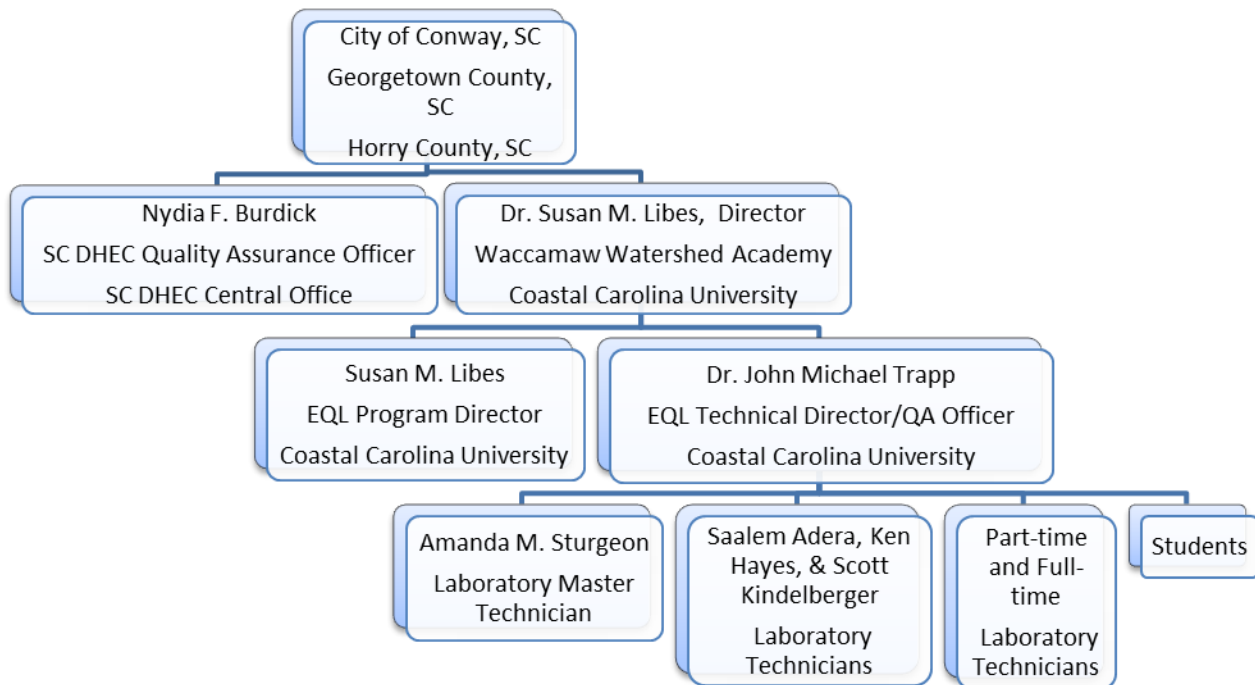 City of Conway, SC
Georgetown County,
SC
Horry County, SC
Nydia F. Burdick
SC DHEC Quality Assurance Officer
SC DHEC Central Office
Dr. Susan M. Libes, Director
Waccamaw Watershed Academy
Coastal Carolina University
Susan M. Libes
EQL Program Director
Coastal Carolina University
Dr. John Michael Trapp
EQL Technical Director/QA Officer
Coastal Carolina University
Amanda M. Sturgeon
Laboratory Master
Technician
Saalem Adera, Ken
Hayes, & Scott
Kindelberger
Laboratory
Technicians
Part-time
and Full-
time
Laboratory
Technicians
Students